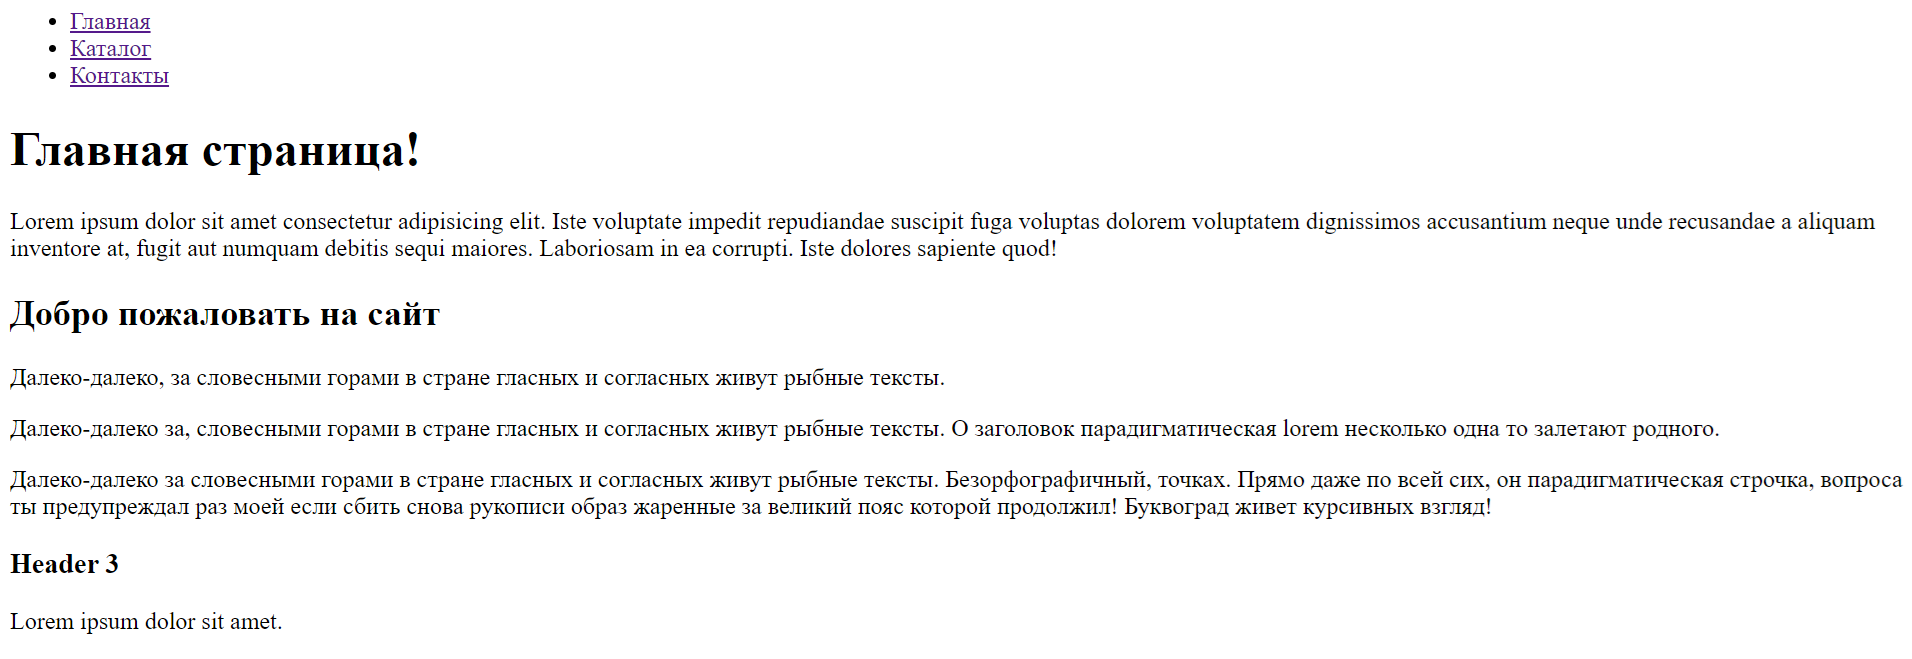 Главная
Каталог
Контакты
Главная страница!
Lorem ipsum dolor sit amet consectetur adipisicing elit. Iste voluptate impedit repudiandae suscipit fuga voluptas dolorem voluptatem dignissimos accusantium neque unde recusandae a aliquam
inventore at, fugit aut numquam debitis sequi maiores. Laboriosam in ea corrupti. Iste dolores sapiente quod!
Добро пожаловать на сайт
Далеко-далеко, за словесными горами в стране гласных и согласных живут рыбные тексты.
Далеко-далеко за, словесными горами в стране гласных и согласных живут рыбные тексты. О заголовок парадигматическая lorem несколько одна то залетают родного.
Далеко-далеко за словесными горами в стране гласных и согласных живут рыбные тексты. Безорфографичный, точках. Прямо даже по всей сих, он парадигматическая строчка, вопроса
ты предупреждал раз моей если сбить снова рукописи образ жаренные за великий пояс которой продолжил! Буквоград живет курсивных взгляд!
Header 3
Lorem ipsum dolor sit amet.